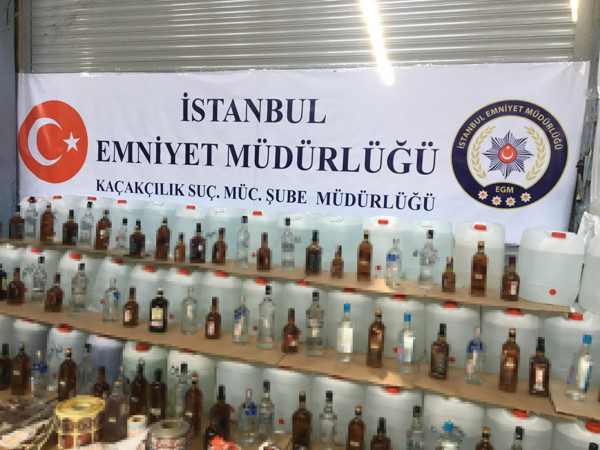 İSTANBUL
EMNİYET MÜDÜRLÜĞÜ
KAÇAKÇILIK SUÇ. MÜC. ŞUBE MÜDÜRLÜĞÜ
İSTANBUL EMNİYET MÜDÜRLÜĞÜ
EGM